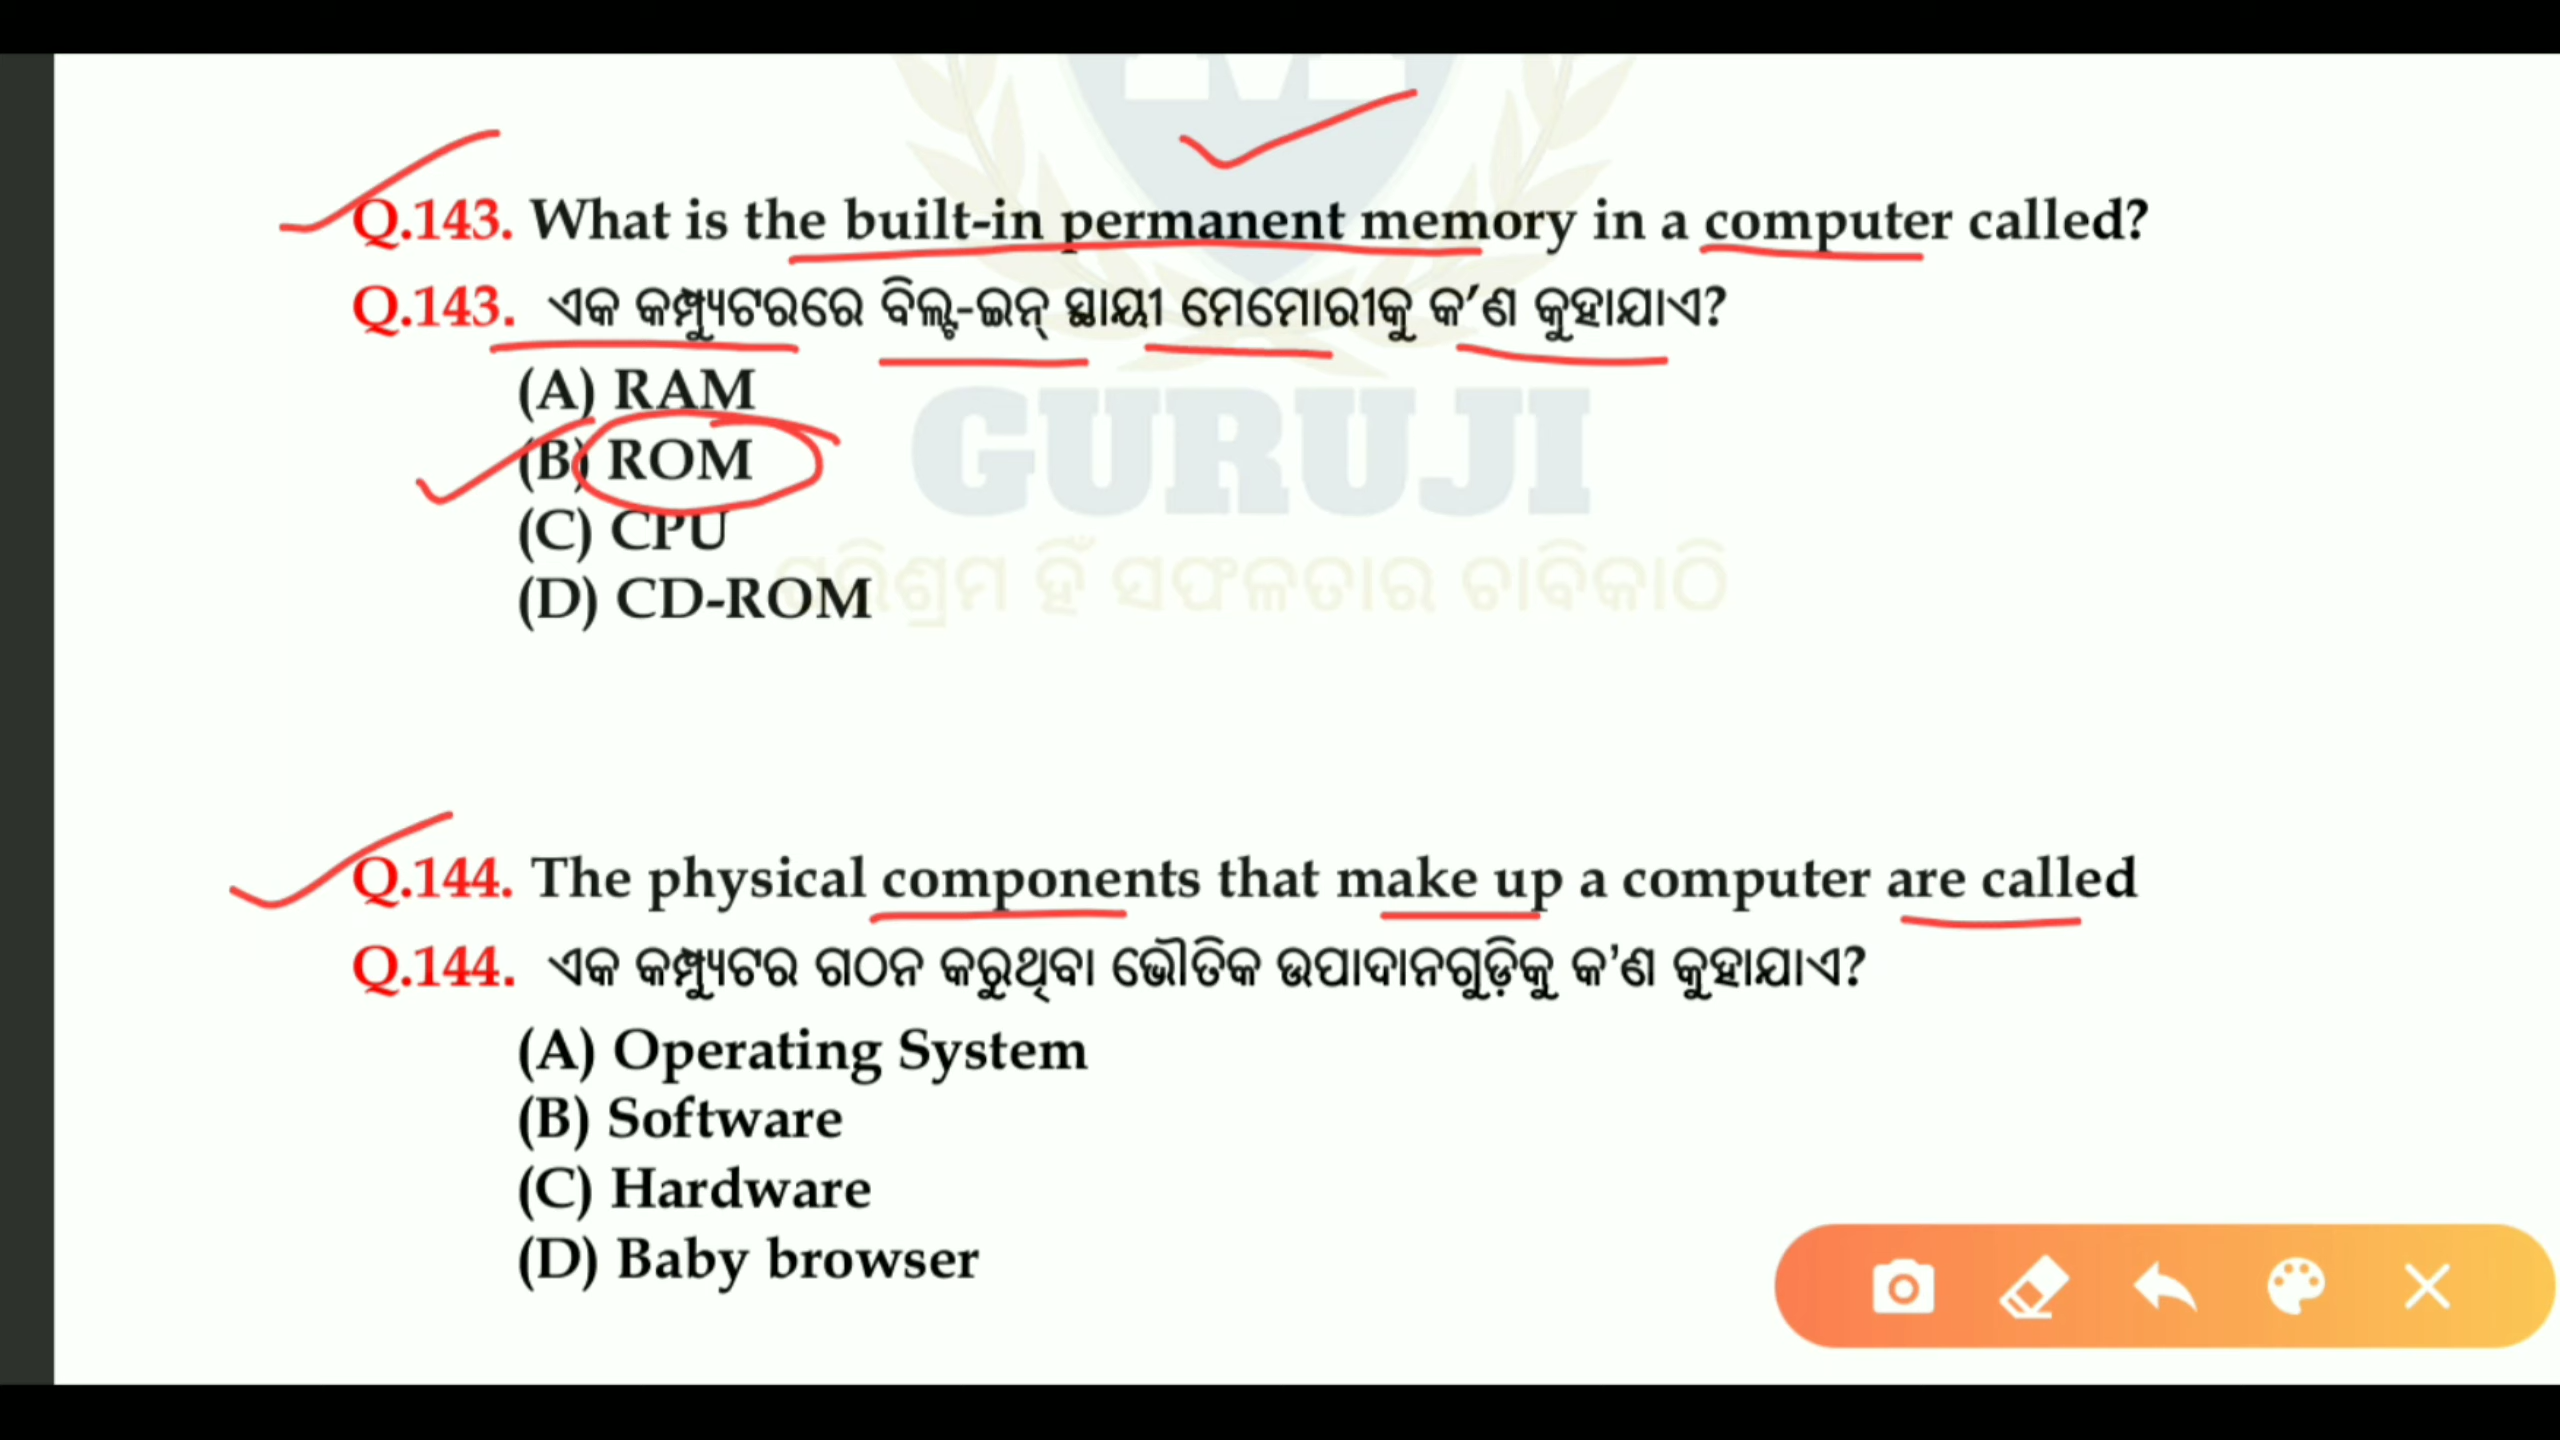 Q.143. What is the built-in permanent memory in a computer called?
Q.143. ଏକ କମ୍ପ୍ୟୁଟରରେ ବିଲ୍ଟ-ଇନ୍ ସ୍ଥାୟୀ ମେମୋରୀକୁ କ'ଣ କୁହାଯାଏ?
(A) RAM
(B) ROM
(C) CPU
(D) CD-ROM
GURUJI
ପରିଶ୍ରମ ହିଁ ସଫଳତାର ଚାବିକାଠି
Q.144. The physical components that make up a computer are called
Q.144. ଏକ କମ୍ପ୍ୟୁଟର ଗଠନ କରୁଥିବା ଭୌତିକ ଉପାଦାନଗୁଡ଼ିକୁ କ'ଣ କୁହାଯାଏ?
(A) Operating System
(B) Software
(C) Hardware
(D) Baby browser